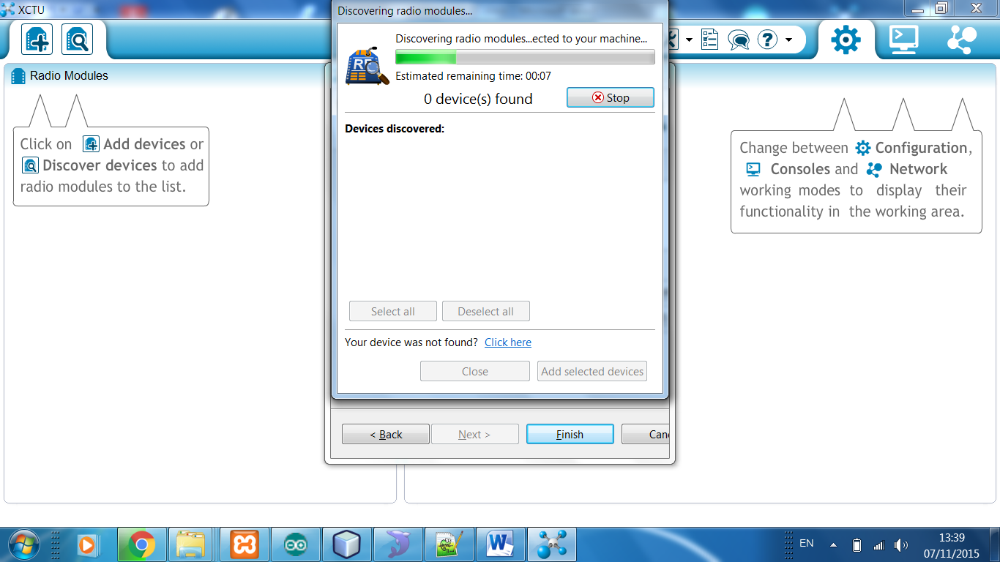 XCTU
Discovering radio modules...
Discovering radio modules...ected to your machine...
Estimated remaining time: 00:07
0 device(s) found
Stop
Radio Modules
Click on Add devices or
Discover devices to add
radio modules to the list.
Devices discovered:
Change between Configuration,
Consoles and Network
working modes to display their
functionality in the working area.
Select all
Deselect all
Your device was not found? Click here
Close
Add selected devices
< Back
Next >
Finish
Canc
EN
13:39
07/11/2015